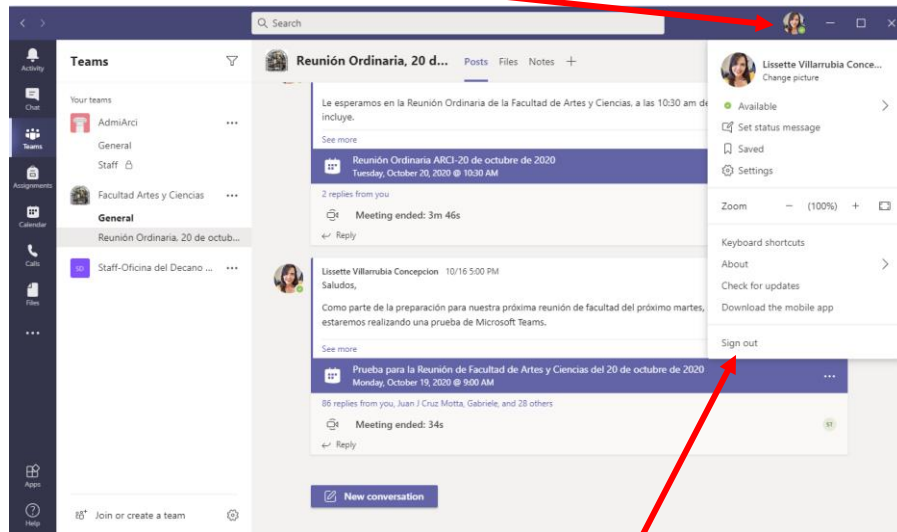 Search
Activity
Chat
Teams
Assignments
Calendar
Calls
Files
Apps
Help
Teams
Your teams
AdmiArci
General
Staff
Facultad Artes y Ciencias
General
Reunión Ordinaria, 20 de octub...
SD
Staff-Oficina del Decano ...
Join or create a team
Reunión Ordinaria, 20 d...
Posts Files Notes +
Le esperamos en la Reunión Ordinaria de la Facultad de Artes y Ciencias, a las 10:30 am de
incluye.
See more
Reunión Ordinaria ARCI-20 de octubre de 2020
Tuesday, October 20, 2020 @ 10:30 AM
2 replies from you
Meeting ended: 3m 46s
Reply
Lissette Villarrubia Concepcion 10/16 5:00 PM
Saludos,
Como parte de la preparación para nuestra próxima reunión de facultad del próximo martes,
estaremos realizando una prueba de Microsoft Teams.
See more
Prueba para la Reunión de Facultad de Artes y Ciencias del 20 de octubre de 2020
Monday, October 19, 2020 @ 9:00 AM
86 replies from you, Juan J Cruz Motta, Gabriele, and 28 others
Meeting ended: 34s
ST
Reply
New conversation
Lissette Villarrubia Conce...
Change picture
Available
Set status message
Saved
Settings
Zoom - (100%) +
Keyboard shortcuts
About
Check for updates
Download the mobile app
Sign out